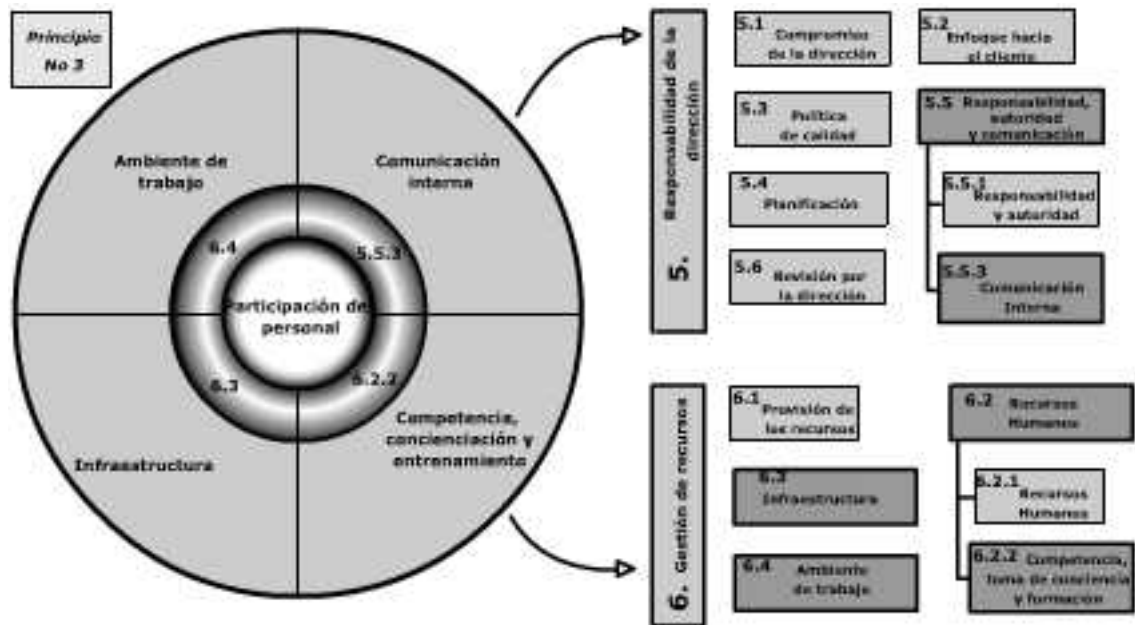 Principio
No 3
Ambiente de
trabajo
Comunicación
interna
6.4
5.5.3
Participación de
personal
6.3
6.2.2
Infraestructura
Competencia,
concienciación y
entrenamiento
5. Responsabilidad de la
dirección
5.1
Compromiso
de la dirección
5.2
Enfoque hacia
el cliente
5.3
Política
de calidad
5.5 Responsabilidad,
autoridad
y comunicación
5.4
Planificación
5.5.1
Responsabilidad
y autoridad
5.6
Revisión por
la dirección
5.5.3
Comunicación
Interna
6. Gestión de recursos
6.1
Provisión de
los recursos
6.2 Recursos
Humanos
6.3
Infraestructura
6.2.1
Recursos
Humanos
6.4 Ambiente
de trabajo
6.2.2 Competencia,
toma de conciencia
y formación